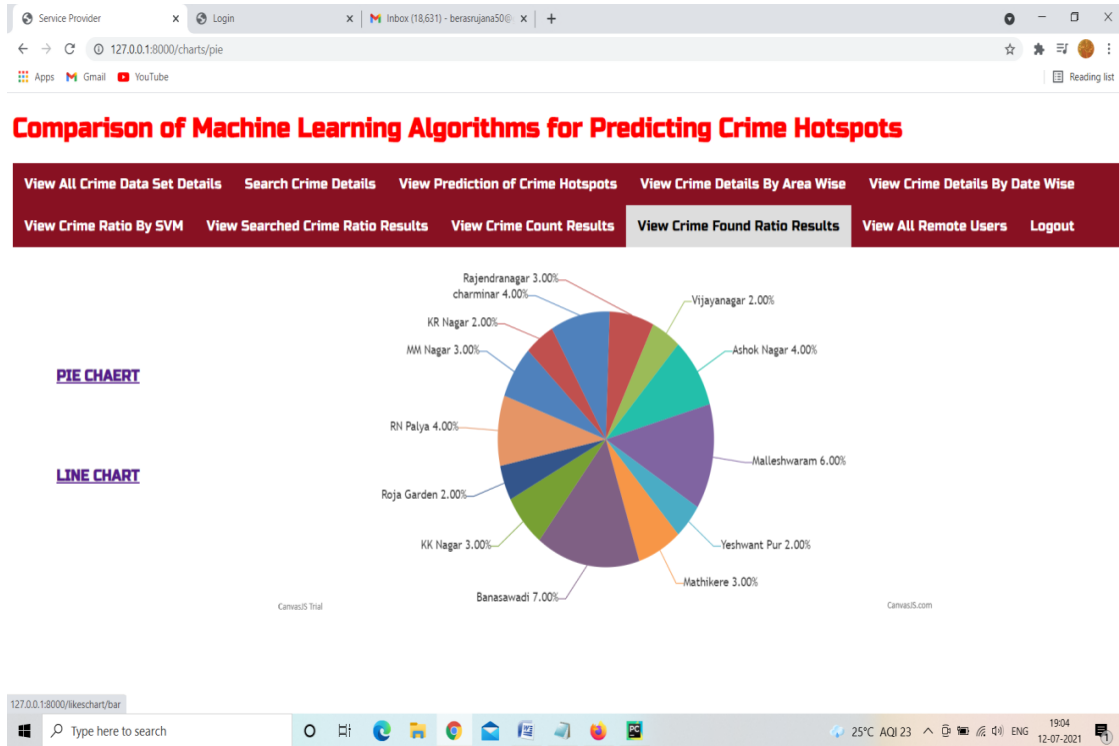 Service Provider
Login
Inbox (18,631) - berasrujana50@
127.0.0.1:8000/charts/pie
Apps
Gmail
YouTube
Reading list
Comparison of Machine Learning Algorithms for Predicting Crime Hotspots
View All Crime Data Set Details
Search Crime Details
View Prediction of Crime Hotspots
View Crime Details By Area Wise
View Crime Details By Date Wise
View Crime Ratio By SVM
View Searched Crime Ratio Results
View Crime Count Results
View Crime Found Ratio Results
View All Remote Users
Logout
PIE CHAERT
LINE CHART
Rajendranagar 3.00%
charminar 4.00%
KR Nagar 2.00%
MM Nagar 3.00%
RN Palya 4.00%
Roja Garden 2.00%
KK Nagar 3.00%
Banasawadi 7.00%
Vijayanagar 2.00%
Ashok Nagar 4.00%
Malleshwaram 6.00%
Yeshwant Pur 2.00%
Mathikere 3.00%
CanvasJS Trial
CanvasJS.com
127.0.0.1:8000/likeschart/bar
Type here to search
25°C AQI 23
ENG
19:04
12-07-2021